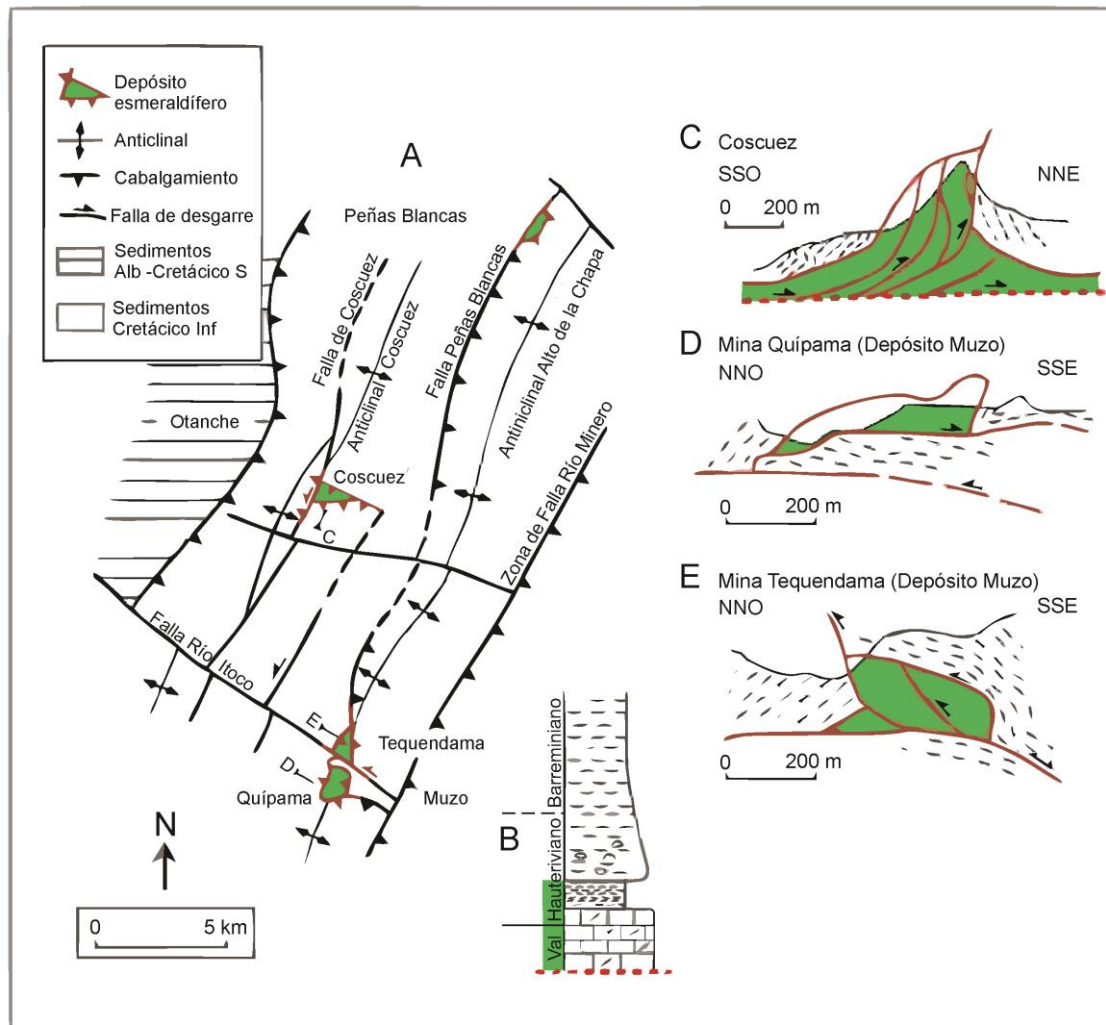 Depósito
esmeraldífero
Anticlinal
Cabalgamiento
Falla de desgarre
Sedimentos
Alb -Cretácico S
Sedimentos
Cretácico Inf
A
Peñas Blancas
Falla de Coscuez
Anticlinal Coscuez
Falla Peñas Blancas
Antinclinal Alto de la Chapa
Zona de Falla Río Minero
Otanche
Coscuez
C
Falla Río Itoco
E
Tequendama
D
Quípama
Muzo
N
0 5 km
B
Val Hauteriviano Barreminiano
C Coscuez
SSO NNE
0 200 m
D Mina Quípama (Depósito Muzo)
NNO SSE
0 200 m
E Mina Tequendama (Depósito Muzo)
NNO SSE
0 200 m